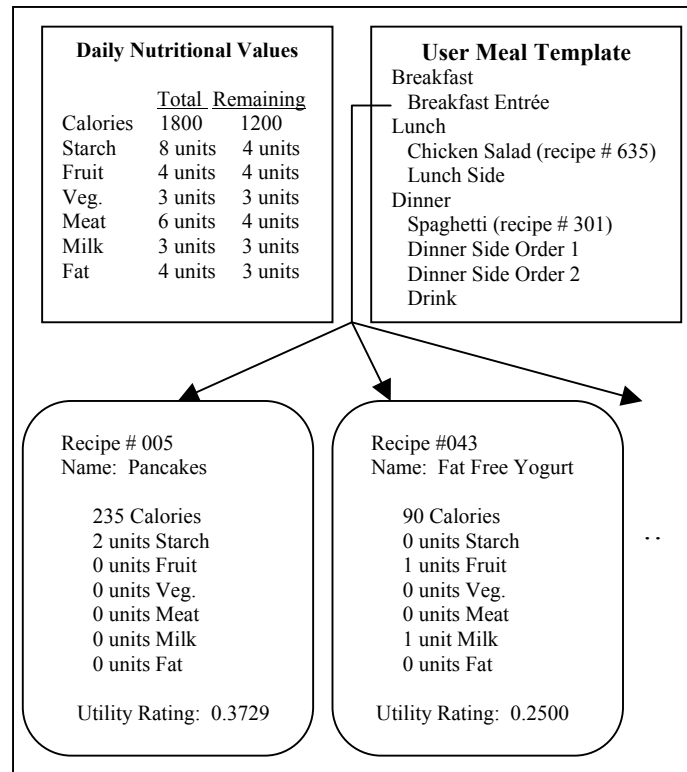 Daily Nutritional Values
Total Remaining
Calories 1800 1200
Starch 8 units 4 units
Fruit 4 units 4 units
Veg. 3 units 3 units
Meat 6 units 4 units
Milk 3 units 3 units
Fat 4 units 3 units
User Meal Template
Breakfast
Breakfast Entrée
Lunch
Chicken Salad (recipe # 635)
Lunch Side
Dinner
Spaghetti (recipe # 301)
Dinner Side Order 1
Dinner Side Order 2
Drink
Recipe # 005
Name: Pancakes
235 Calories
2 units Starch
0 units Fruit
0 units Veg.
0 units Meat
0 units Milk
0 units Fat
Utility Rating: 0.3729
Recipe #043
Name: Fat Free Yogurt
90 Calories
0 units Starch
1 units Fruit
0 units Veg.
0 units Meat
1 unit Milk
0 units Fat
Utility Rating: 0.2500
. .